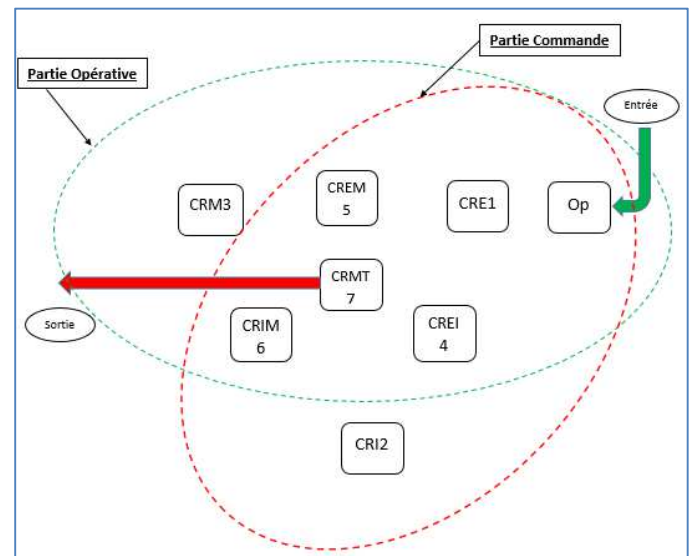 Partie Commande
Partie Opérative
Entrée
CRM3
CREM
5
CRE1
Op
CRMT
7
Sortie
CRIM
6
CREI
4
CRI2